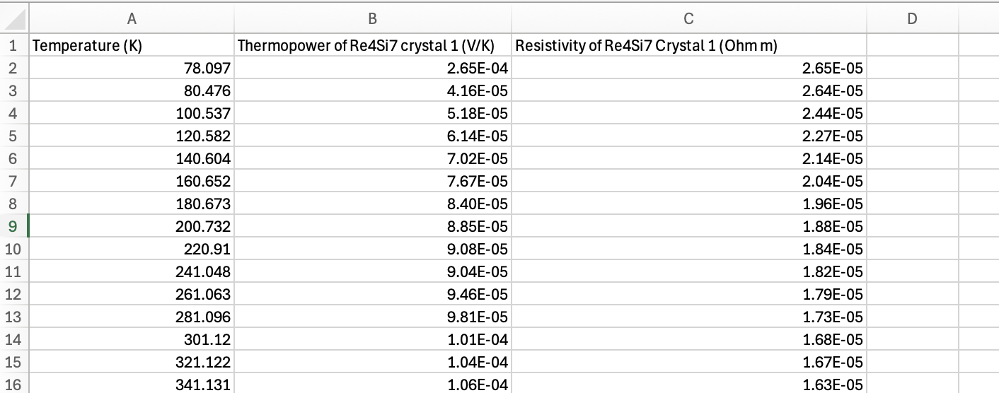 A B C D
1 Temperature (K) Thermopower of Re4Si7 crystal 1 (V/K) Resistivity of Re4Si7 Crystal 1 (Ohm m)
2 78.097 2.65E-04 2.65E-05
3 80.476 4.16E-05 2.64E-05
4 100.537 5.18E-05 2.44E-05
5 120.582 6.14E-05 2.27E-05
6 140.604 7.02E-05 2.14E-05
7 160.652 7.67E-05 2.04E-05
8 180.673 8.40E-05 1.96E-05
9 200.732 8.85E-05 1.88E-05
10 220.91 9.08E-05 1.84E-05
11 241.048 9.04E-05 1.82E-05
12 261.063 9.46E-05 1.79E-05
13 281.096 9.81E-05 1.73E-05
14 301.12 1.01E-04 1.68E-05
15 321.122 1.04E-04 1.67E-05
16 341.131 1.06E-04 1.63E-05